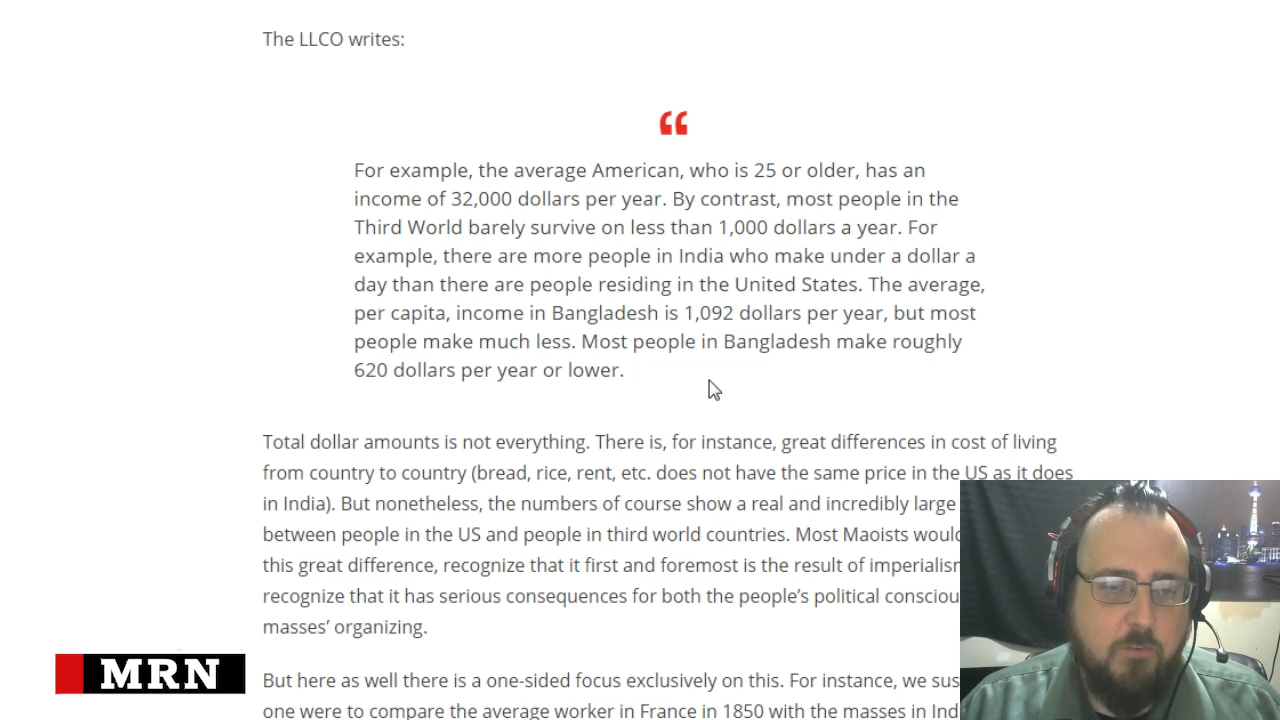 The LLCO writes:
“
For example, the average American, who is 25 or older, has an
income of 32,000 dollars per year. By contrast, most people in the
Third World barely survive on less than 1,000 dollars a year. For
example, there are more people in India who make under a dollar a
day than there are people residing in the United States. The average,
per capita, income in Bangladesh is 1,092 dollars per year, but most
people make much less. Most people in Bangladesh make roughly
620 dollars per year or lower.
Total dollar amounts is not everything. There is, for instance, great differences in cost of living
from country to country (bread, rice, rent, etc. does not have the same price in the US as it does
in India). But nonetheless, the numbers of course show a real and incredibly large
between people in the US and people in third world countries. Most Maoists
this great difference, recognize that it first and foremost is the result of
recognize that it has serious consequences for both the people’s political
masses’ organizing.
MRN
But here as well there is a one-sided focus exclusively on this. For instance, we
one were to compare the average worker in France in 1850 with the masses in